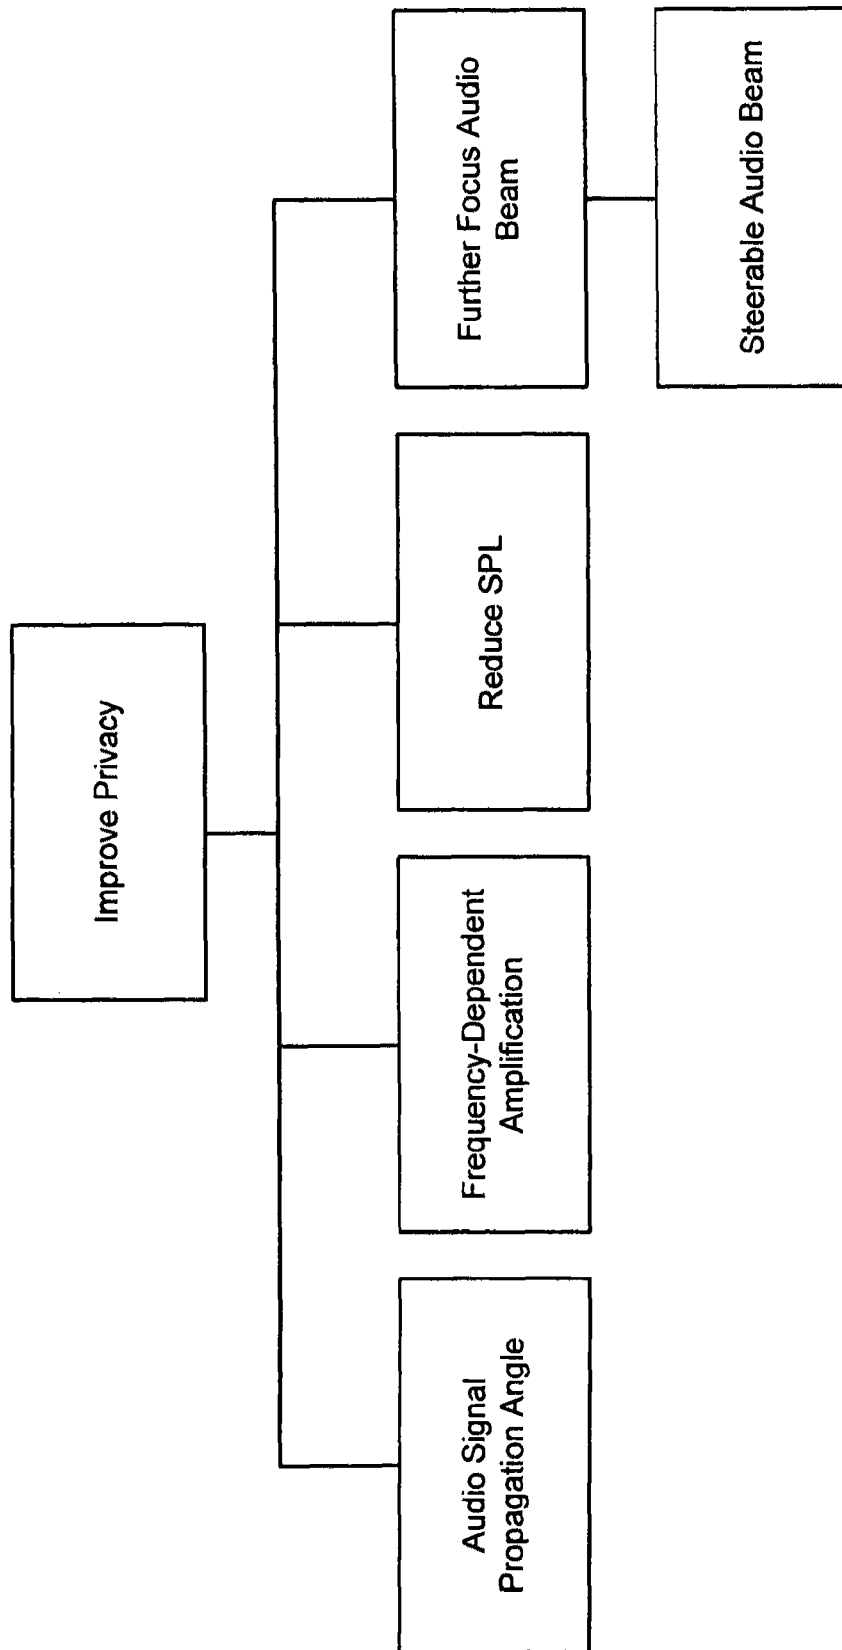 Improve Privacy
Audio Signal
Propagation Angle
Frequency-Dependent
Amplification
Reduce SPL
Further Focus Audio
Beam
Steerable Audio Beam